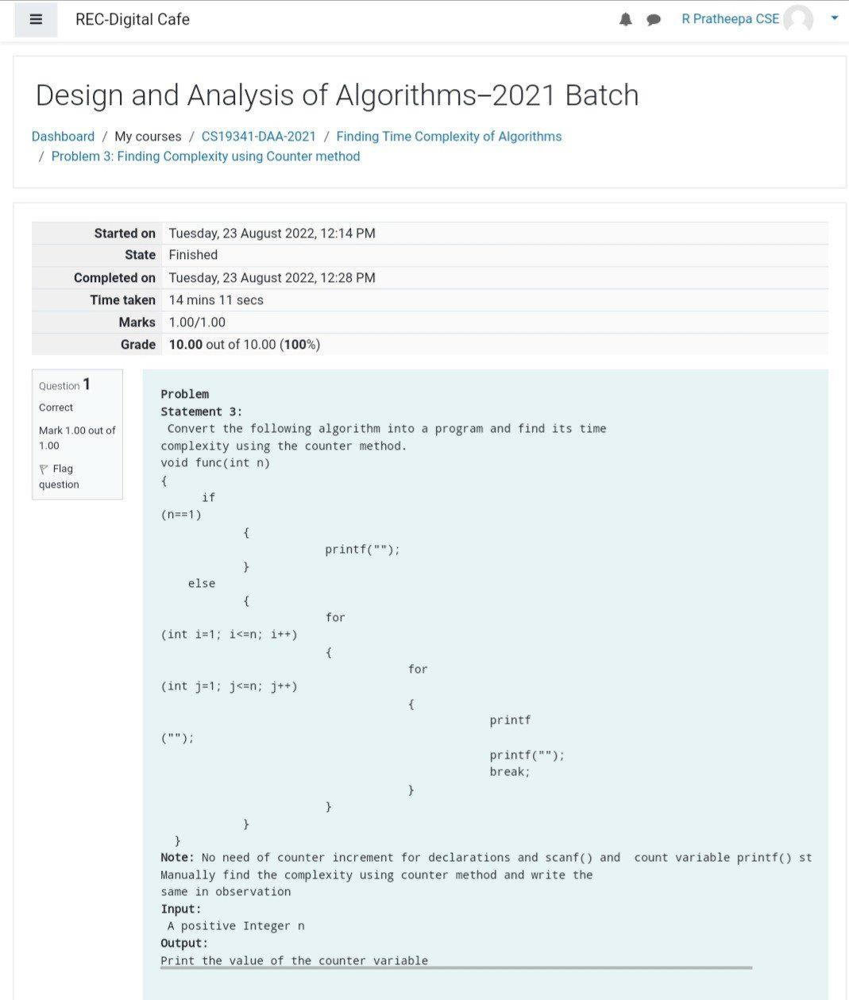 REC-Digital Cafe
R Pratheepa CSE
Design and Analysis of Algorithms–2021 Batch
Dashboard / My courses / CS19341-DAA-2021 / Finding Time Complexity of Algorithms
/ Problem 3: Finding Complexity using Counter method
Started on Tuesday, 23 August 2022, 12:14 PM
State Finished
Completed on Tuesday, 23 August 2022, 12:28 PM
Time taken 14 mins 11 secs
Marks 1.00/1.00
Grade 10.00 out of 10.00 (100%)
Question 1
Correct
Mark 1.00 out of
1.00
Flag
question
Problem
Statement 3:
Convert the following algorithm into a program and find its time
complexity using the counter method.
void func(int n)
{
if
(n==1)
{
printf("");
}
else
{
for
(int i=1; i<=n; i++)
{
for
(int j=1; j<=n; j++)
{
printf
("");
printf("");
break;
}
}
}
}
Note: No need of counter increment for declarations and scanf() and count variable printf() st
Manually find the complexity using counter method and write the
same in observation
Input:
A positive Integer n
Output:
Print the value of the counter variable